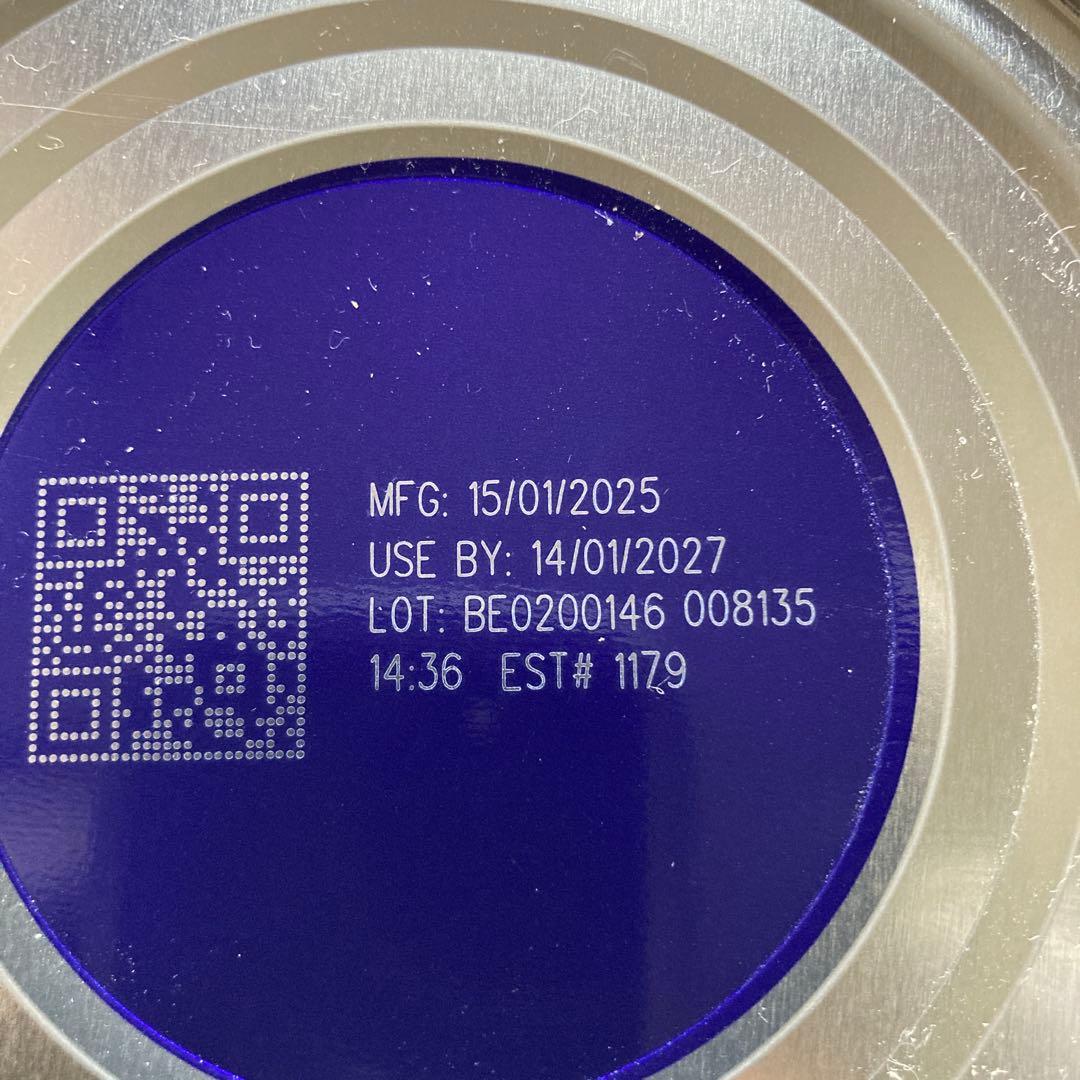 MFG: 15/01/2025
USE BY: 14/01/2027
LOT: BE0200146 008135
14:36 EST# 1179